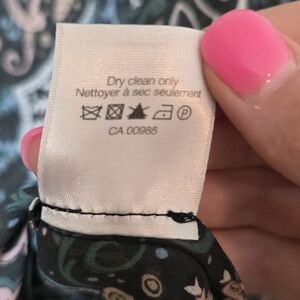 Dry clean only
Nettoyer à sec seulement
P
CA 00985